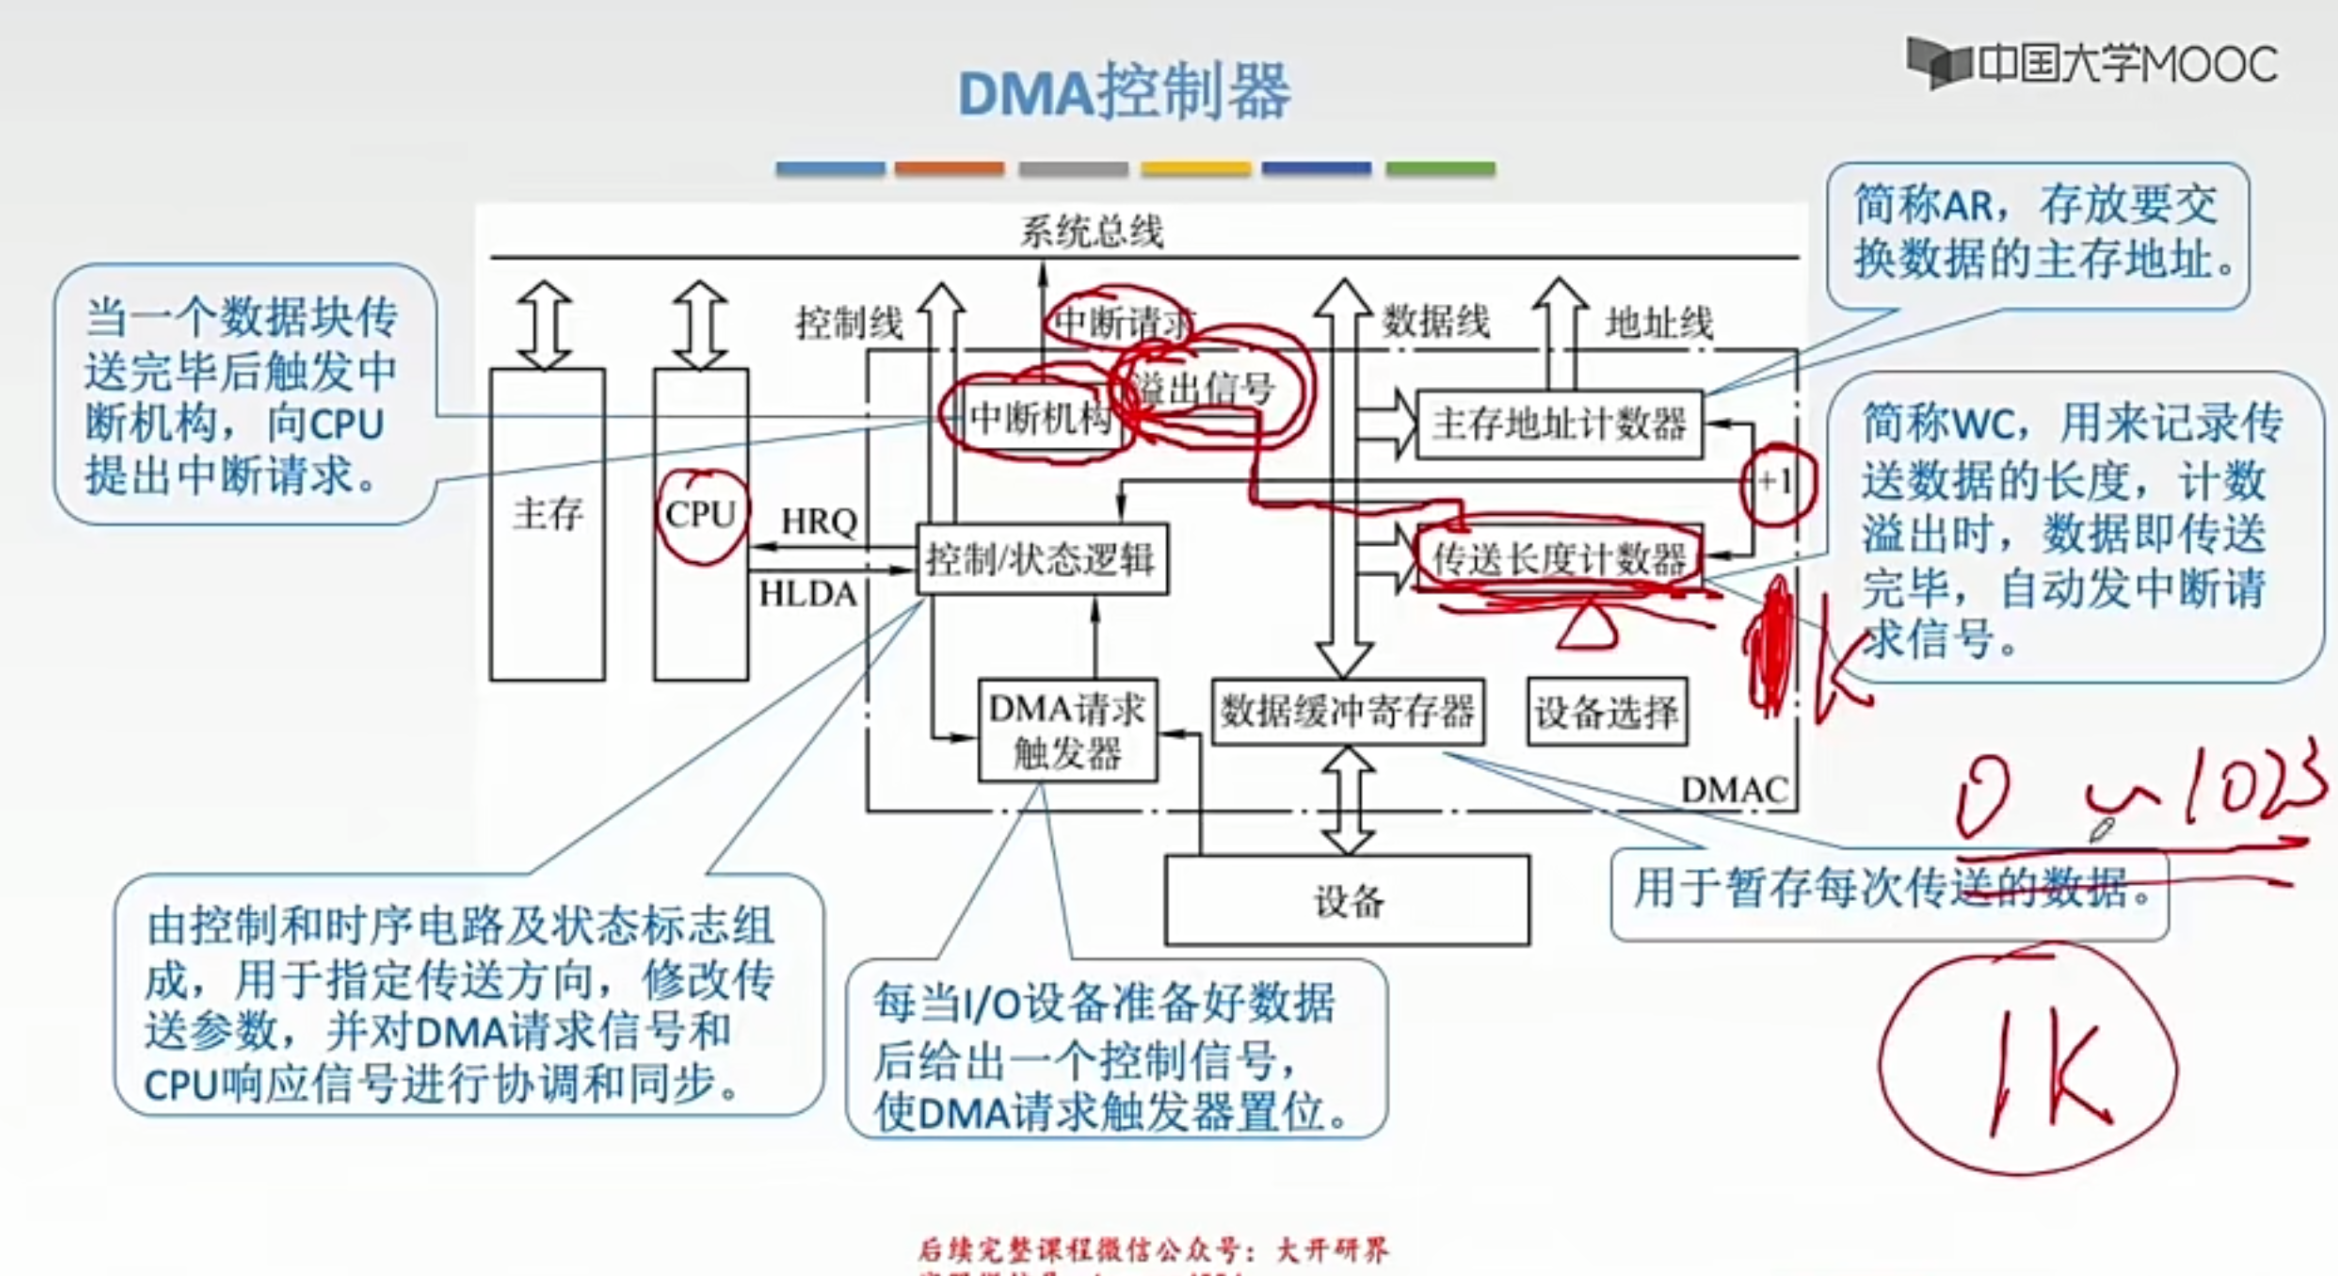 中国大学MOOC
DMA控制器
简称AR，存放要交
换数据的主存地址。
系统总线
当一个数据块传
送完毕后触发中
断机构，向CPU
提出中断请求。
控制线
中断请求
数据线
地址线
溢出信号
中断机构
主存地址计数器
简称WC，用来记录传
送数据的长度，计数
溢出时，数据即传送
完毕，自动发中断请
求信号。
+1
主存
CPU
HRQ
HLDA
控制/状态逻辑
传送长度计数器
1K
DMA请求
触发器
数据缓冲寄存器
设备选择
DMAC
0 ~ 1023
设备
用于暂存每次传送的数据。
由控制和时序电路及状态标志组
成，用于指定传送方向，修改传
送参数，并对DMA请求信号和
CPU响应信号进行协调和同步。
每当I/O设备准备好数据
后给出一个控制信号，
使DMA请求触发器置位。
1K
后续完整课程微信公众号：大开研界